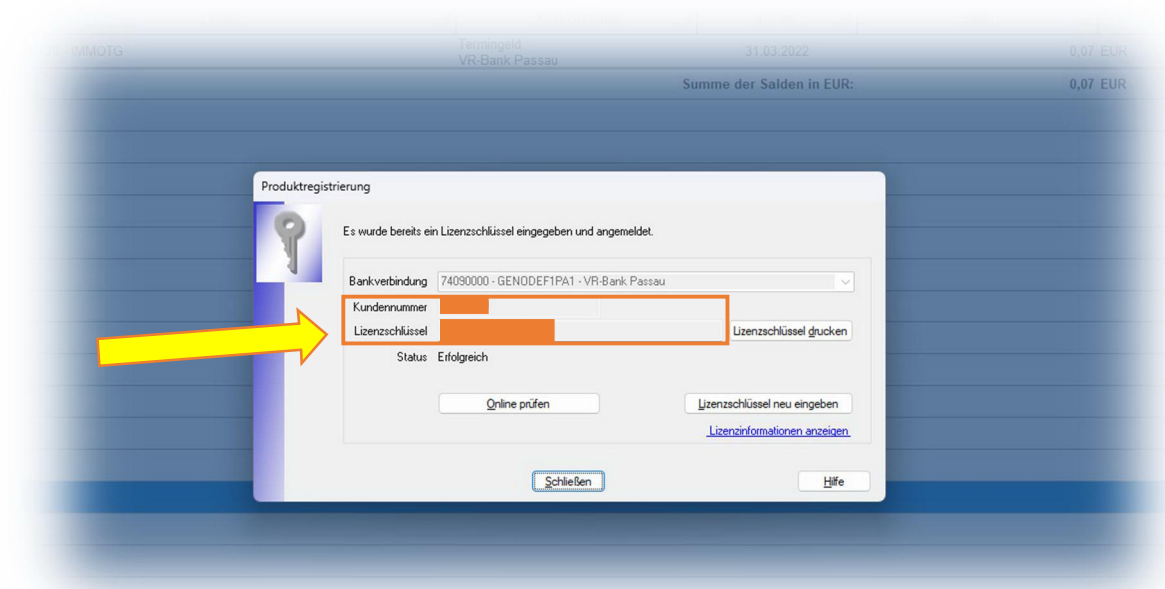 IMMOTG
Termingeld
VR-Bank Passau
31.03.2022
0,07 EUR
Summe der Salden in EUR:
0,07 EUR
Produktregistrierung
Es wurde bereits ein Lizenzschlüssel eingegeben und angemeldet.
Bankverbindung 74090000 - GENODEF1PA1 - VR-Bank Passau
Kundennummer
Lizenzschlüssel
Lizenzschlüssel drucken
Status Erfolgreich
Online prüfen
Lizenzschlüssel neu eingeben
Lizenzinformationen anzeigen
Schließen
Hilfe